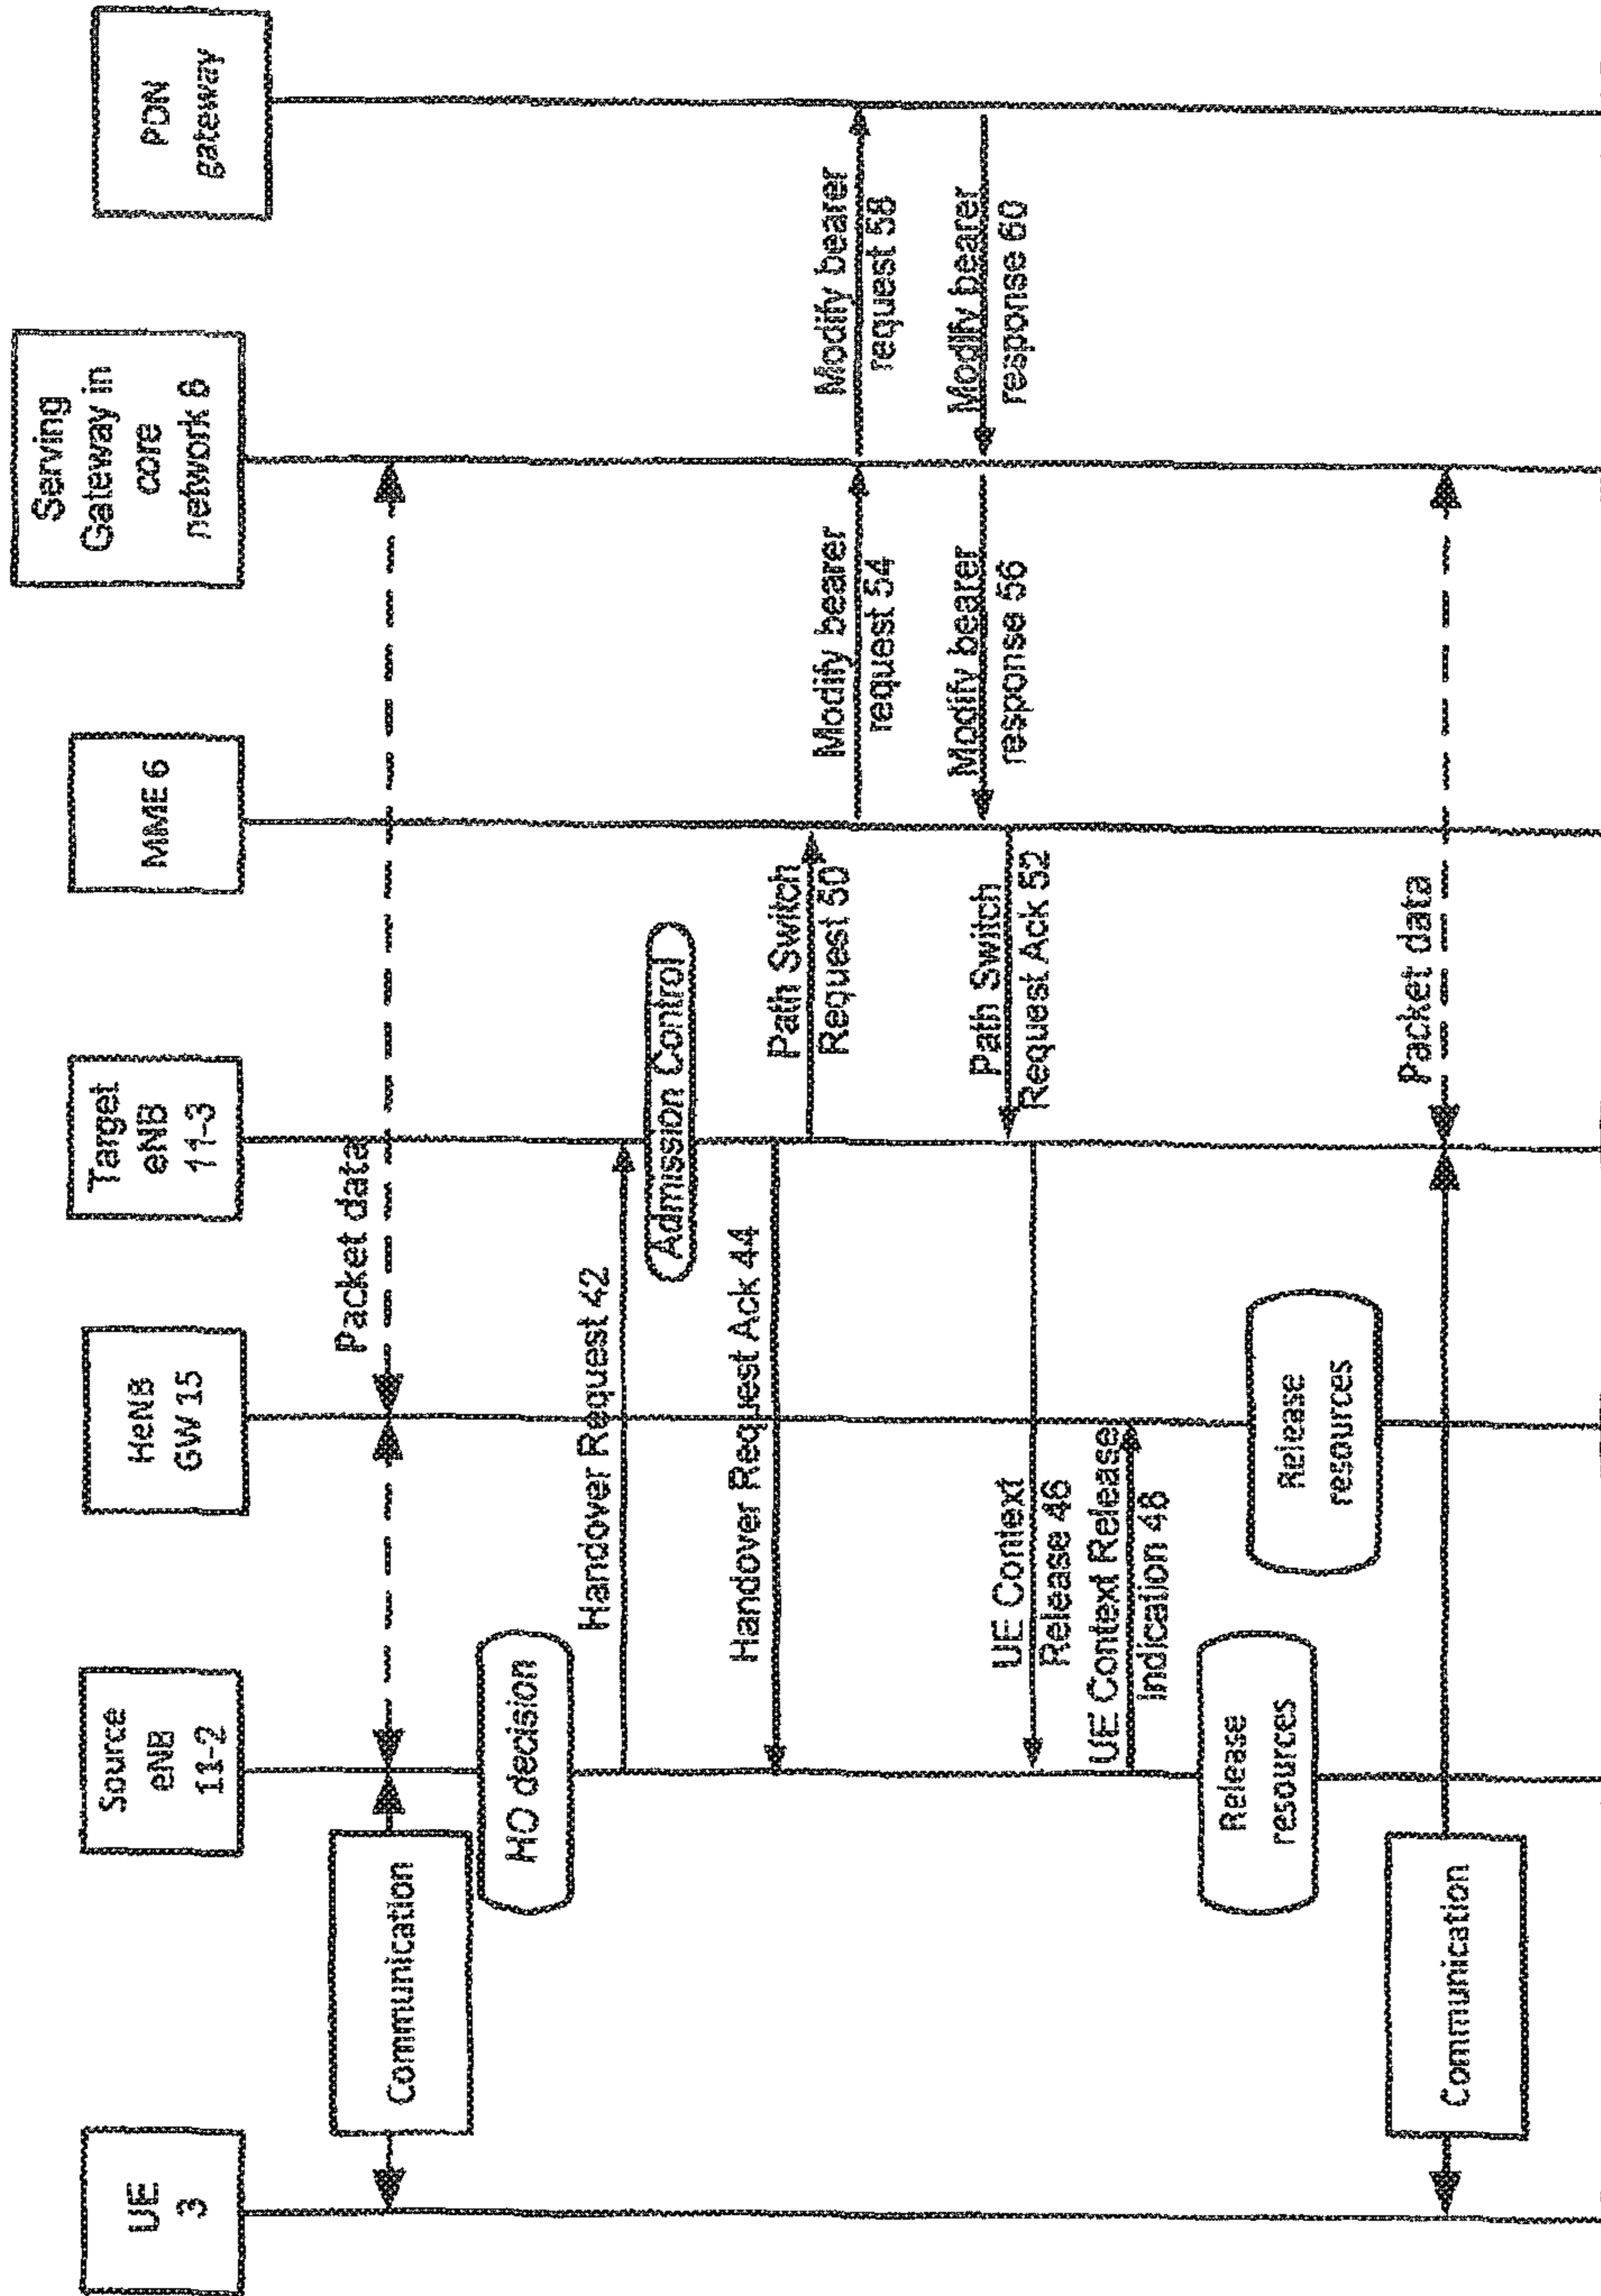 UE
3
Source
eNB
11-2
HeNB
GW 15
Target
eNB
11-3
MME 6
Serving
Gateway in
core
network 8
PDN
gateway
Communication
Packet data
HO decision
Handover Request 42
Admission Control
Handover Request Ack 44
Path Switch
Request 50
Modify bearer
request 54
Modify bearer
request 58
Modify bearer
response 56
Modify bearer
response 60
Path Switch
Request Ack 52
UE Context
Release 46
UE Context Release
indication 48
Release
resources
Release
resources
Communication
Packet data